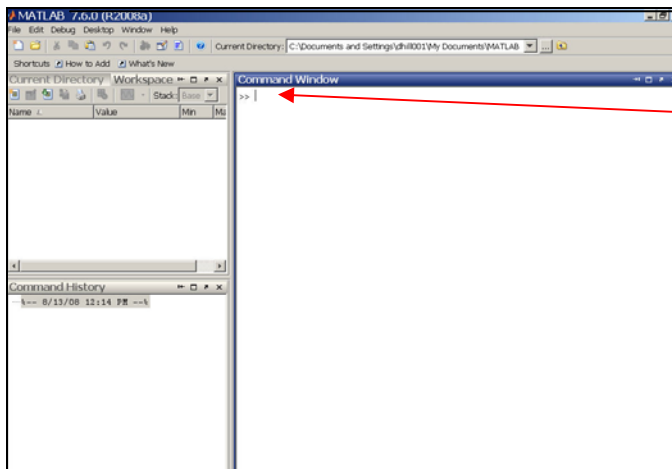 MATLAB 7.6.0 (R2008a)
File Edit Debug Desktop Window Help
Current Directory: C:\Documents and Settings\dhill001\My Documents\MATLAB ...
Shortcuts How to Add What's New
Current Directory Workspace
Stack: Base
Name Value Min Ma
Command History
%-- 8/13/08 12:14 PM --%
Command Window
>>